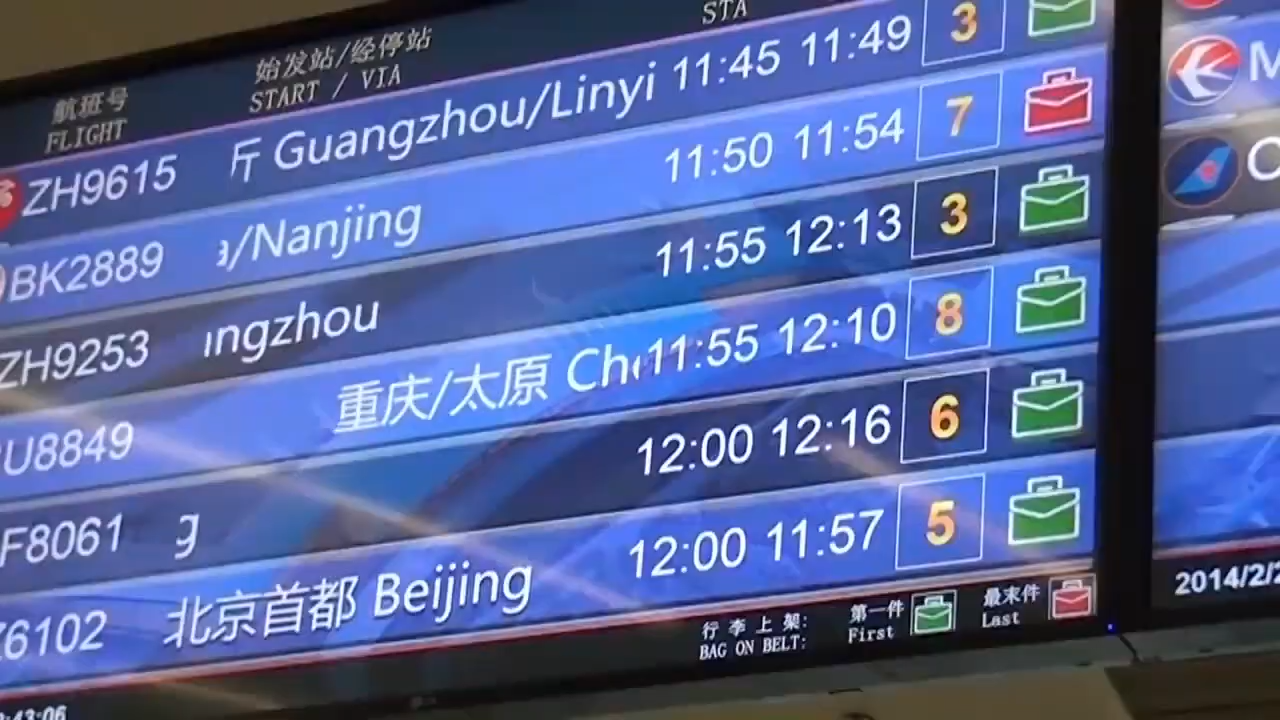 航班号 始发站/经停站 STA
FLIGHT START / VIA
ZH9615 斤 Guangzhou/Linyi 11:45 11:49 3
BK2889 /Nanjing 11:50 11:54 7
ZH9253 ngzhou 11:55 12:13 3
U8849 重庆/太原 Ch 11:55 12:10 8
F8061 g 12:00 12:16 6
6102 北京首都 Beijing 12:00 11:57 5
行李上架: 第一件 最末件
BAG ON BELT: First Last
:43:06
M
C
2014/2/2